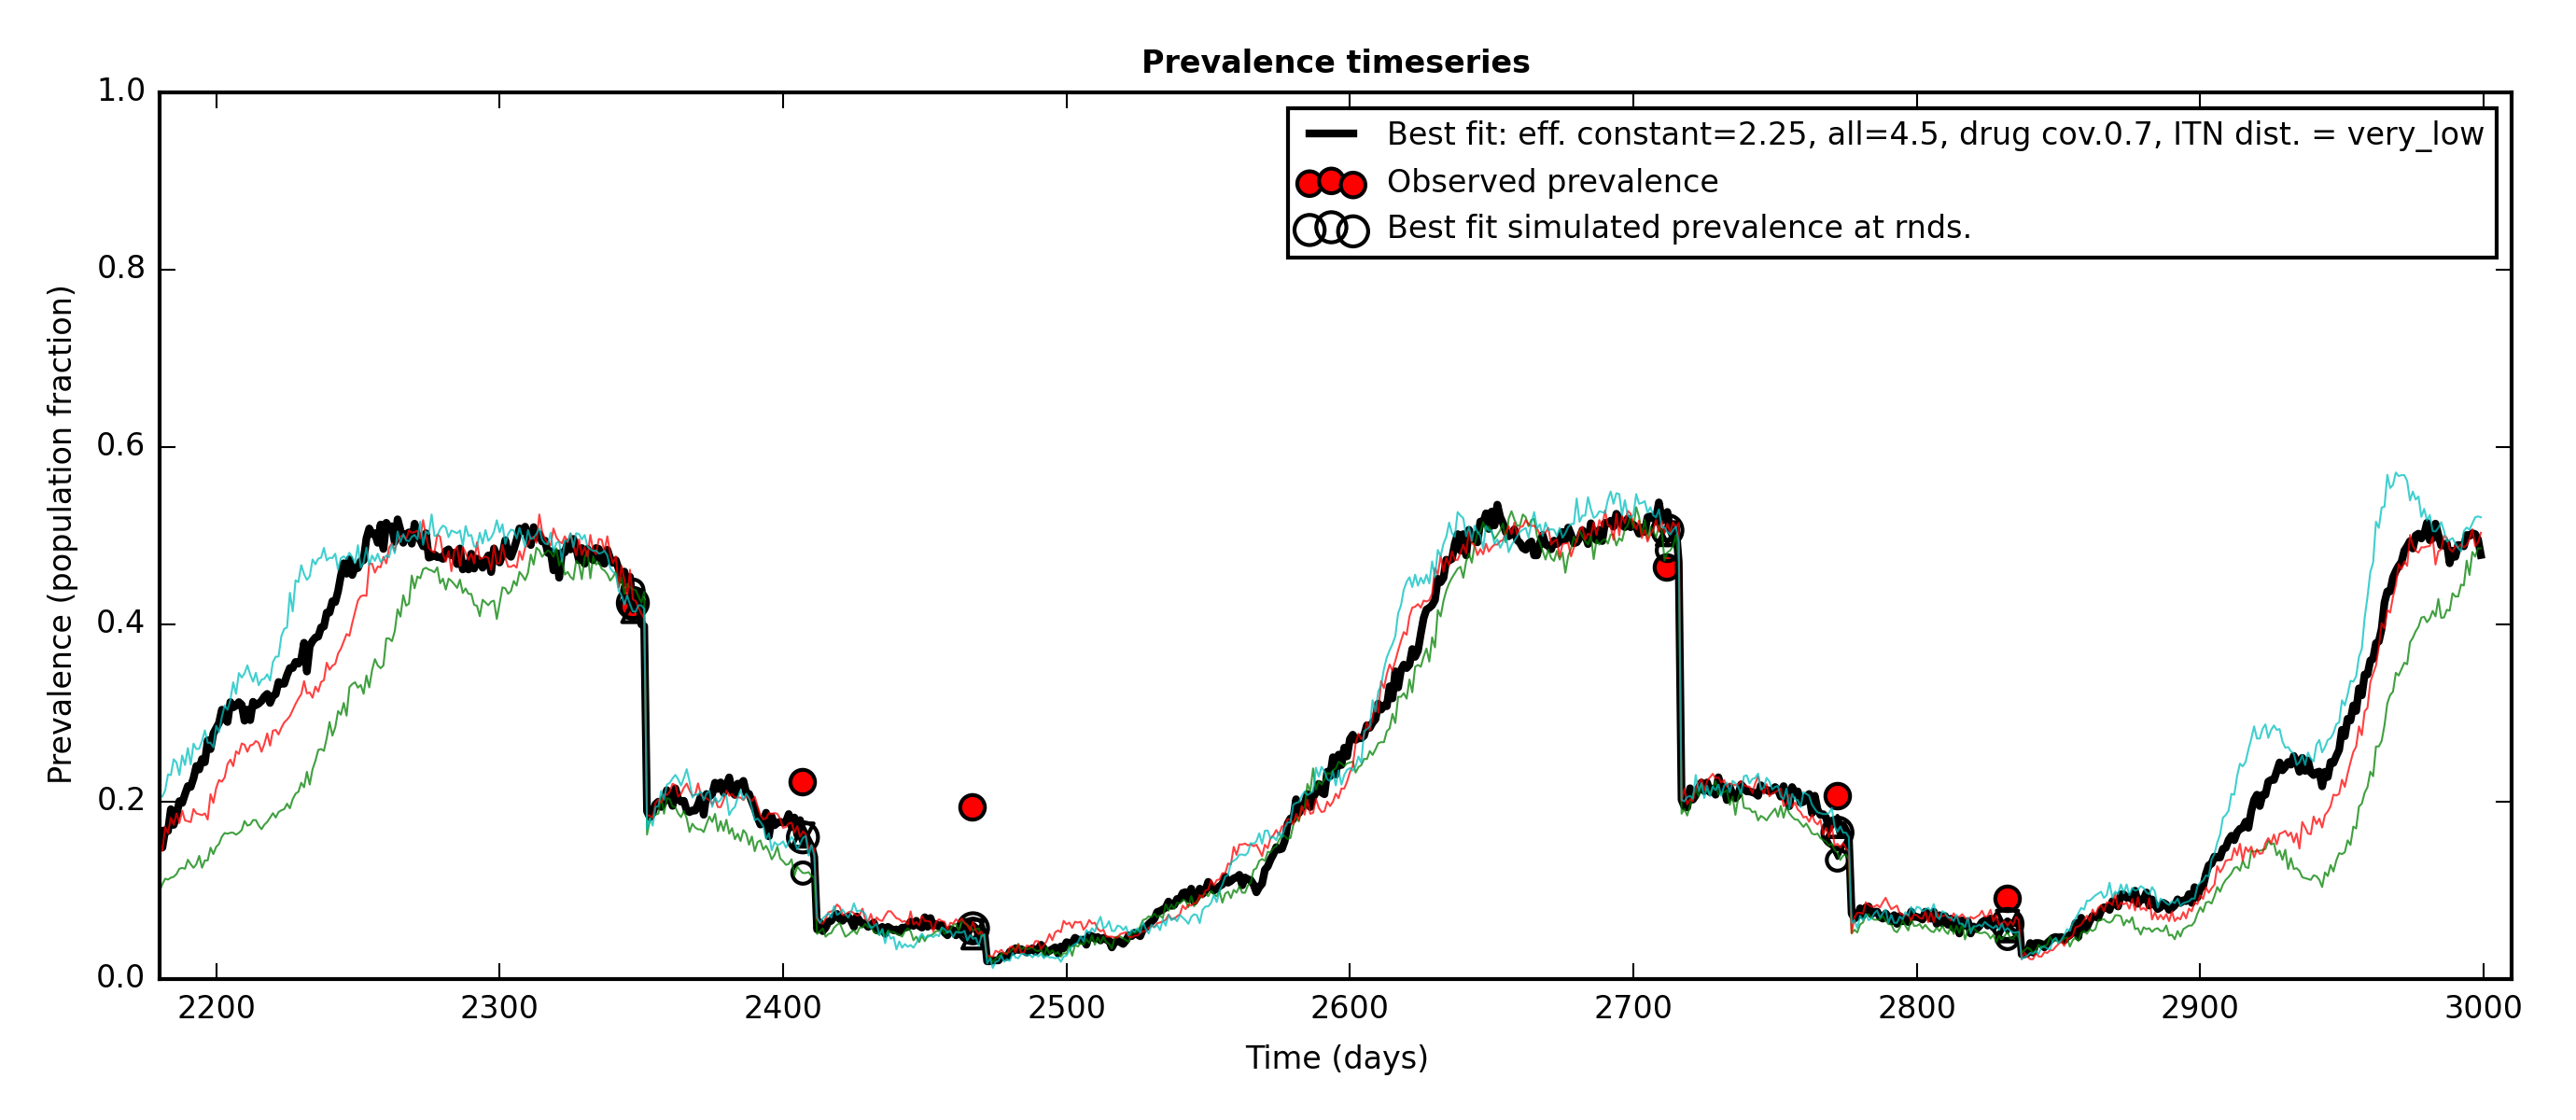 Prevalence timeseries
Best fit: eff. constant=2.25, all=4.5, drug cov.0.7, ITN dist. = very_low
Observed prevalence
Best fit simulated prevalence at rnds.
Prevalence (population fraction)
1.0
0.8
0.6
0.4
0.2
0.0
2200 2300 2400 2500 2600 2700 2800 2900 3000
Time (days)